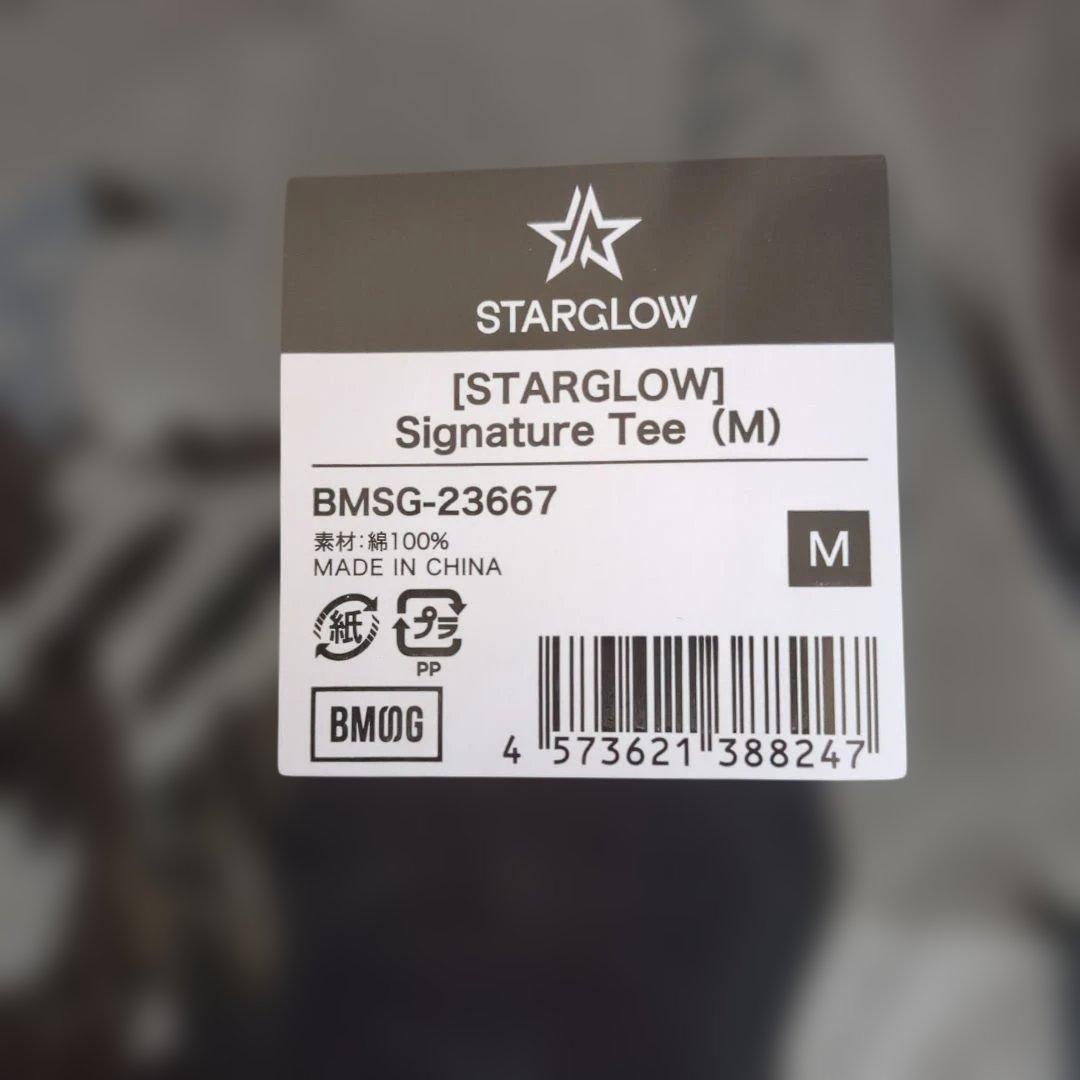 STARGLOW
[STARGLOW]
Signature Tee（M）
BMSG-23667
素材:綿100%
MADE IN CHINA
M
紙
プラ
PP
BMSG
4 573621 388247